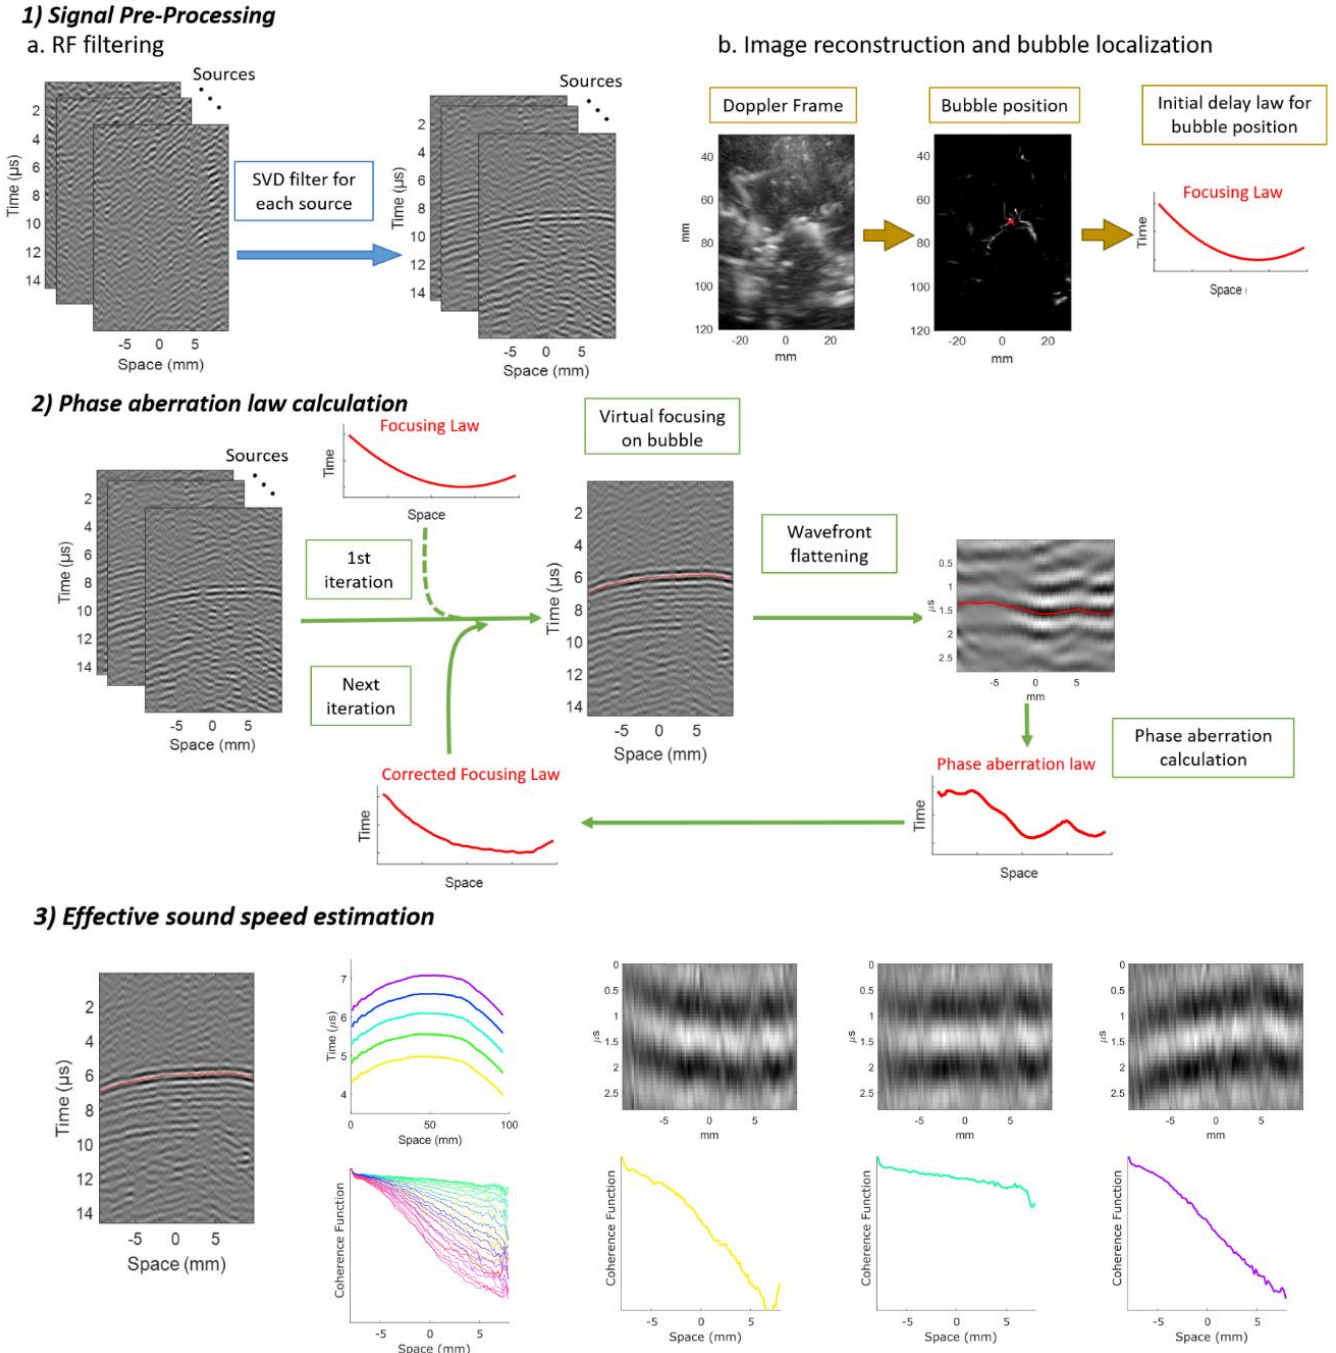 1) Signal Pre-Processing
a. RF filtering
b. Image reconstruction and bubble localization
Sources
2
4
6
8
10
12
14
Time (µs)
-5 0 5
Space (mm)
SVD filter for
each source
Sources
2
4
6
8
10
12
14
Time (µs)
-5 0 5
Space (mm)
Doppler Frame
40
60
80
100
120
mm
-20 0 20
mm
Bubble position
40
60
80
100
120
-20 0 20
mm
Initial delay law for
bubble position
Focusing Law
Time
Space
2) Phase aberration law calculation
Sources
2
4
6
8
10
12
14
Time (µs)
-5 0 5
Space (mm)
Focusing Law
Time
Space
1st
iteration
Next
iteration
Virtual focusing
on bubble
2
4
6
8
10
12
14
Time (µs)
-5 0 5
Space (mm)
Wavefront
flattening
0.5
1
1.5
2
2.5
µs
-5 0 5
mm
Phase aberration
calculation
Phase aberration law
Time
Space
Corrected Focusing Law
Time
Space
3) Effective sound speed estimation
2
4
6
8
10
12
14
Time (µs)
-5 0 5
Space (mm)
7
6
5
4
Time (µs)
0 50 100
Space (mm)
0
0.5
1
1.5
2
2.5
µs
-5 0 5
mm
0
0.5
1
1.5
2
2.5
µs
-5 0 5
mm
0
0.5
1
1.5
2
2.5
µs
-5 0 5
mm
Coherence Function
-5 0 5
Space (mm)
Coherence Function
-5 0 5
Space (mm)
Coherence Function
-5 0 5
Space (mm)
Coherence Function
-5 0 5
Space (mm)